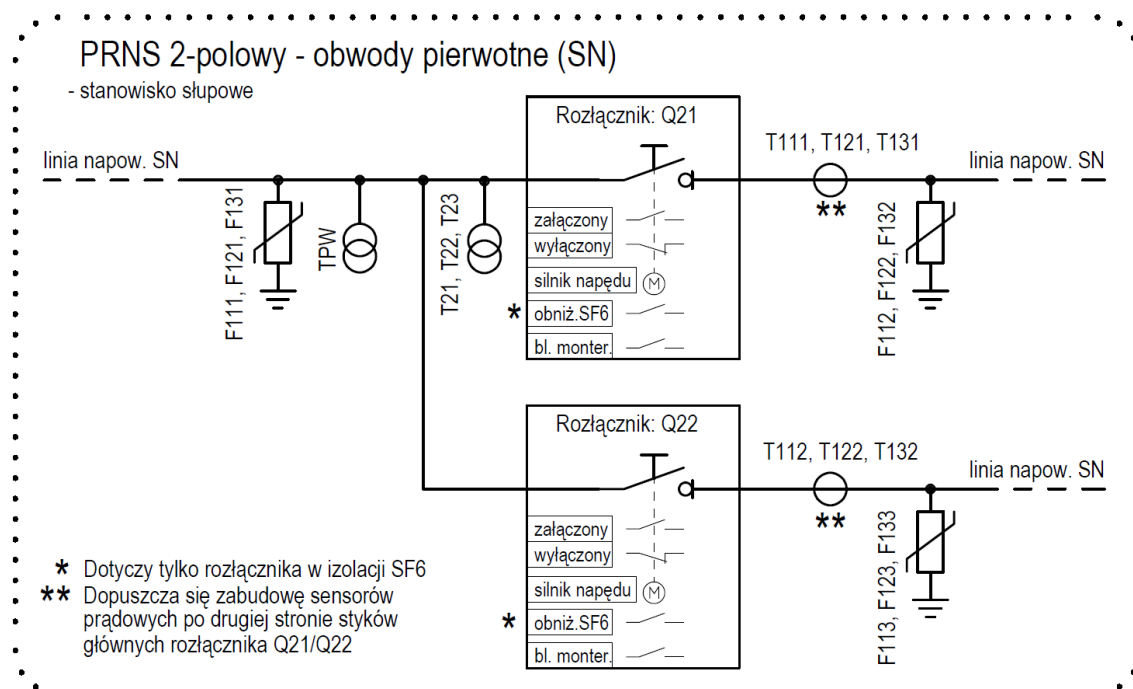 PRNS 2-polowy - obwody pierwotne (SN)
- stanowisko słupowe
linia napow. SN
F111, F121, F131
TPW
T21, T22, T23
Rozłącznik: Q21
załączony
wyłączony
silnik napędu
M
* obniż.SF6
bl. monter.
T111, T121, T131
**
linia napow. SN
F112, F122, F132
Rozłącznik: Q22
załączony
wyłączony
silnik napędu
M
* obniż.SF6
bl. monter.
T112, T122, T132
**
linia napow. SN
F113, F123, F133
* Dotyczy tylko rozłącznika w izolacji SF6
** Dopuszcza się zabudowę sensorów
prądowych po drugiej stronie styków
głównych rozłącznika Q21/Q22